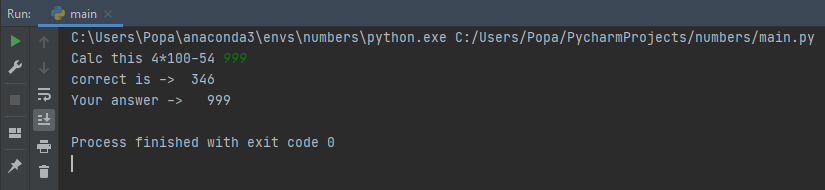 Run: main ×
C:\Users\Popa\anaconda3\envs\numbers\python.exe C:/Users/Popa/PycharmProjects/numbers/main.py
Calc this 4*100-54 999
correct is ->  346
Your answer ->   999
Process finished with exit code 0